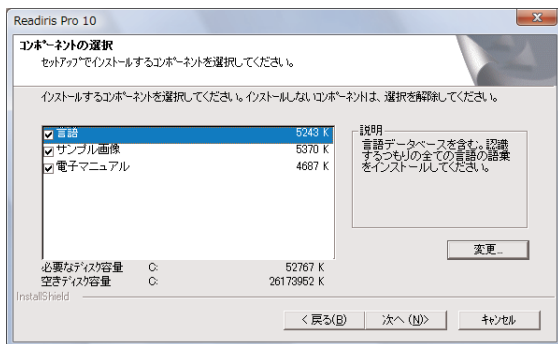 Readiris Pro 10
コンポーネントの選択
セットアップでインストールするコンポーネントを選択してください。
インストールするコンポーネントを選択してください。インストールしないコンポーネントは、選択を解除してください。
言語 5243 K
サンプル画像 5370 K
電子マニュアル 4687 K
説明
言語データベースを含む。認識
するつもりの全ての言語の語彙
をインストールしてください。
変更...
必要なディスク容量 C: 52767 K
空きディスク容量 C: 26173952 K
InstallShield
< 戻る(B) 次へ (N)> キャンセル